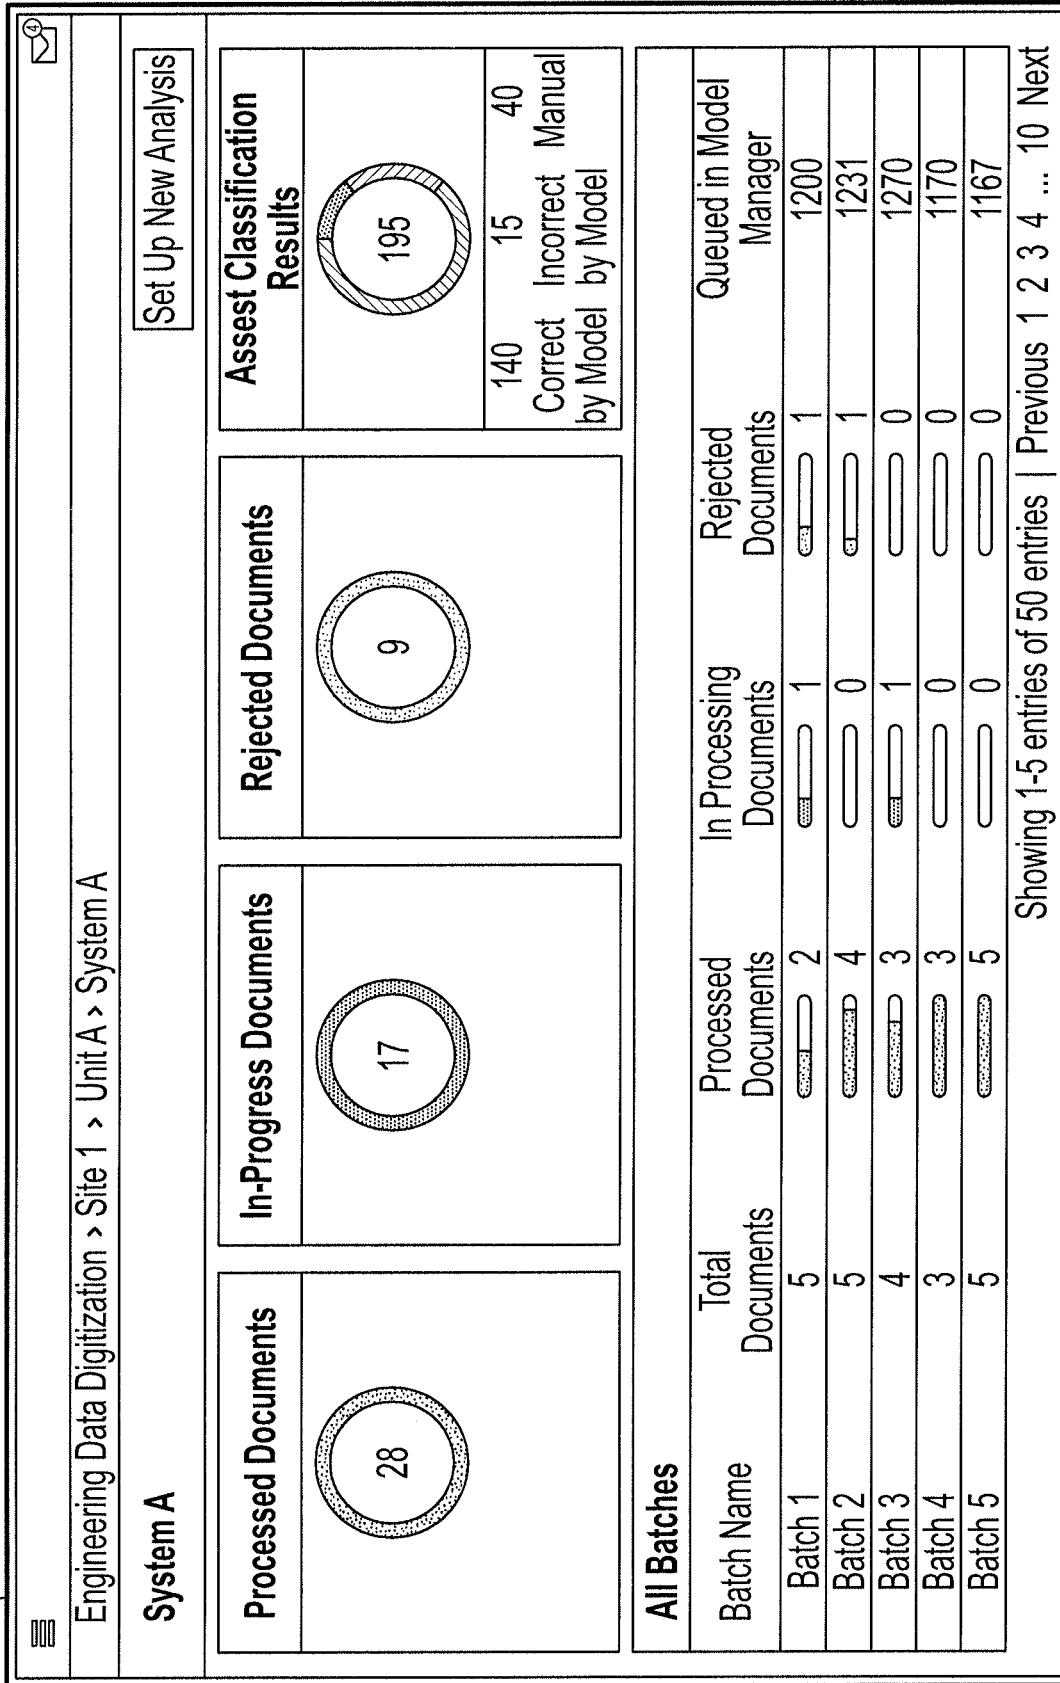 4
Engineering Data Digitization > Site 1 > Unit A > System A
System A
Set Up New Analysis
Processed Documents
28
In-Progress Documents
17
Rejected Documents
9
Assest Classification
Results
195
140 15 40
Correct Incorrect Manual
by Model by Model
All Batches
Batch Name Total Documents Processed Documents In Processing Documents Rejected Documents Queued in Model Manager
Batch 1 5 2 1 1 1200
Batch 2 5 4 0 1 1231
Batch 3 4 3 1 0 1270
Batch 4 3 3 0 0 1170
Batch 5 5 5 0 0 1167
Showing 1-5 entries of 50 entries | Previous 1 2 3 4 ... 10 Next